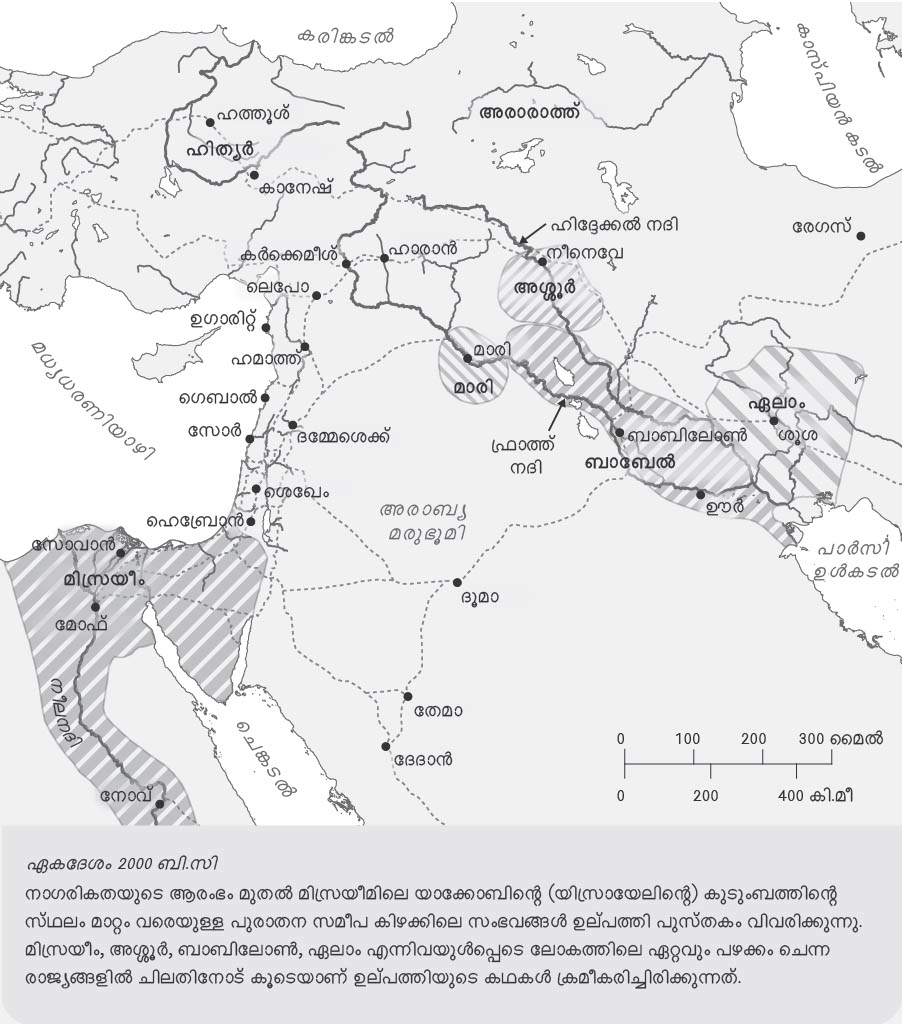 കരിങ്കടൽ
കാസ്പിയൻ കടൽ
ഹത്തൂശ്
അരാരാത്ത്
ഹിത്യർ
കാനേഷ്
ഹിദ്ദേക്കൽ നദി
രേഗസ്
കർക്കെമീശ്
ഹാരാൻ
നീനെവേ
ലെപോ
അശ്ശൂർ
ഉഗാരിറ്റ്
മധ്യധരണിയാഴി
ഹമാത്ത്
മാരി
മാരി
ഗെബാൽ
ഏലാം
സോർ
ദമ്മേശെക്ക്
ഫ്രാത്ത്
നദി
ബാബിലോൺ
ശൂശ
ബാബേൽ
ശെഖേം
ഊർ
അരാബ്യ
മരുഭൂമി
ഹെബ്രോൻ
സോവാൻ
പാർസി
ഉൾകടൽ
മിസ്രയീം
ദൂമാ
മോഫ്
നീലനദി
തേമാ
ചെങ്കടൽ
ദേദാൻ
നോവ്
0 100 200 300 മൈൽ
0 200 400 കി.മീ
ഏകദേശം 2000 ബി.സി
നാഗരികതയുടെ ആരംഭം മുതൽ മിസ്രയീമിലെ യാക്കോബിന്റെ (യിസ്രായേലിന്റെ) കുടുംബത്തിന്റെ
സ്ഥലം മാറ്റം വരെയുള്ള പുരാതന സമീപ കിഴക്കിലെ സംഭവങ്ങൾ ഉല്പത്തി പുസ്തകം വിവരിക്കുന്നു.
മിസ്രയീം, അശ്ശൂർ, ബാബിലോൺ, ഏലാം എന്നിവയുൾപ്പെടെ ലോകത്തിലെ ഏറ്റവും പഴക്കം ചെന്ന
രാജ്യങ്ങളിൽ ചിലതിനോട് കൂടെയാണ് ഉല്പത്തിയുടെ കഥകൾ ക്രമീകരിച്ചിരിക്കുന്നത്.